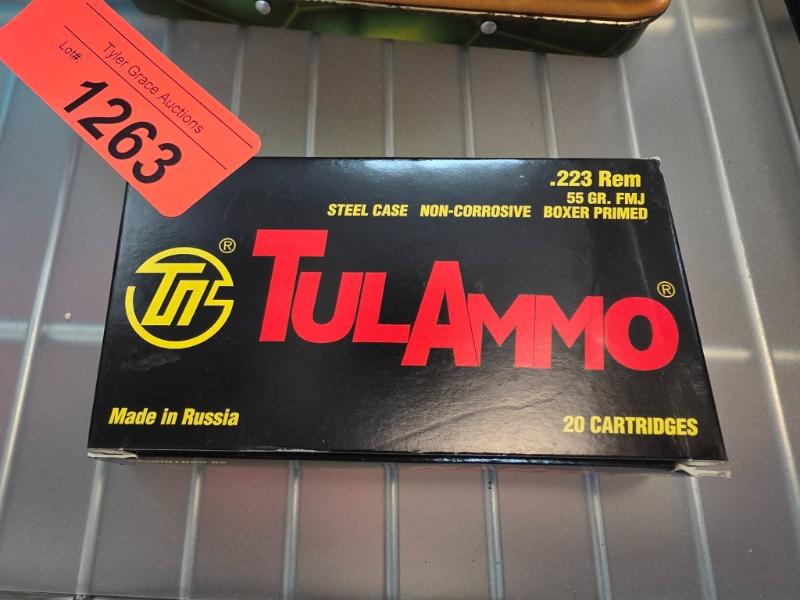 Tyler Grace Auctions
Lot#:
1263
.223 Rem
55 GR. FMJ
STEEL CASE NON-CORROSIVE BOXER PRIMED
®
TULAMMO®
Made in Russia
20 CARTRIDGES